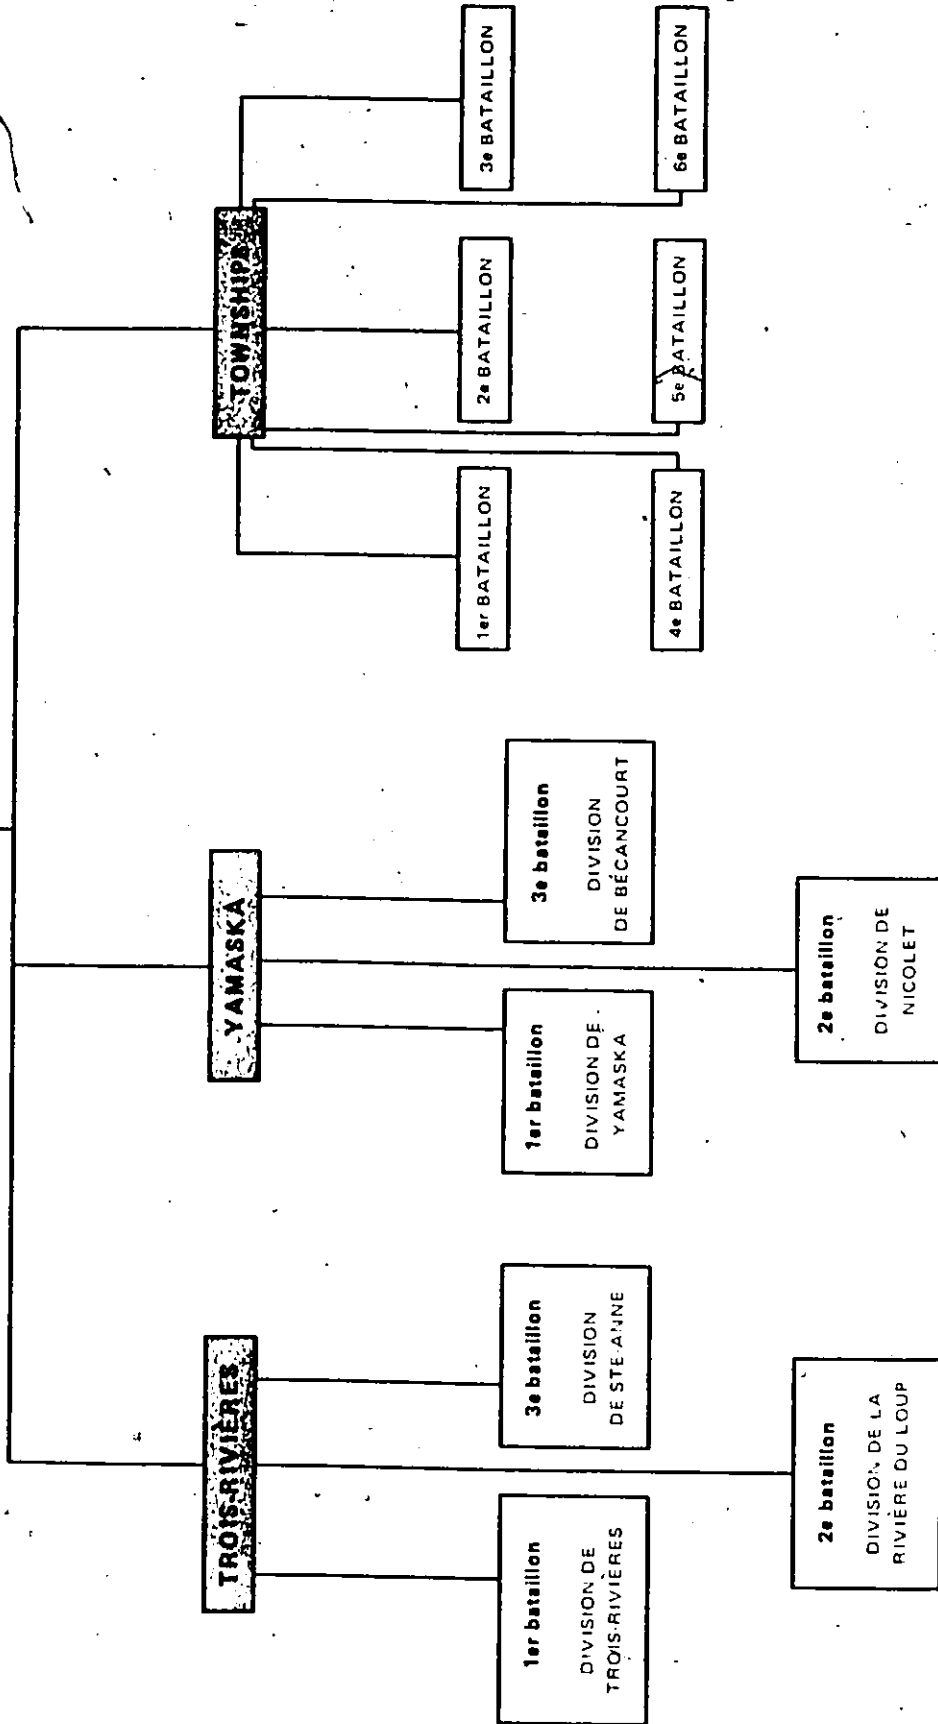 TROIS-RIVIÈRES
YAMASKA
TOWNSHIPS
1er bataillon
DIVISION DE
TROIS-RIVIÈRES
3e bataillon
DIVISION
DE STE-ANNE
2e bataillon
DIVISION DE LA
RIVIÈRE DU LOUP
1er bataillon
DIVISION DE
YAMASKA
3e bataillon
DIVISION
DE BÉCANCOURT
2e bataillon
DIVISION DE
NICOLET
1er BATAILLON
2e BATAILLON
3e BATAILLON
4e BATAILLON
5e BATAILLON
6e BATAILLON